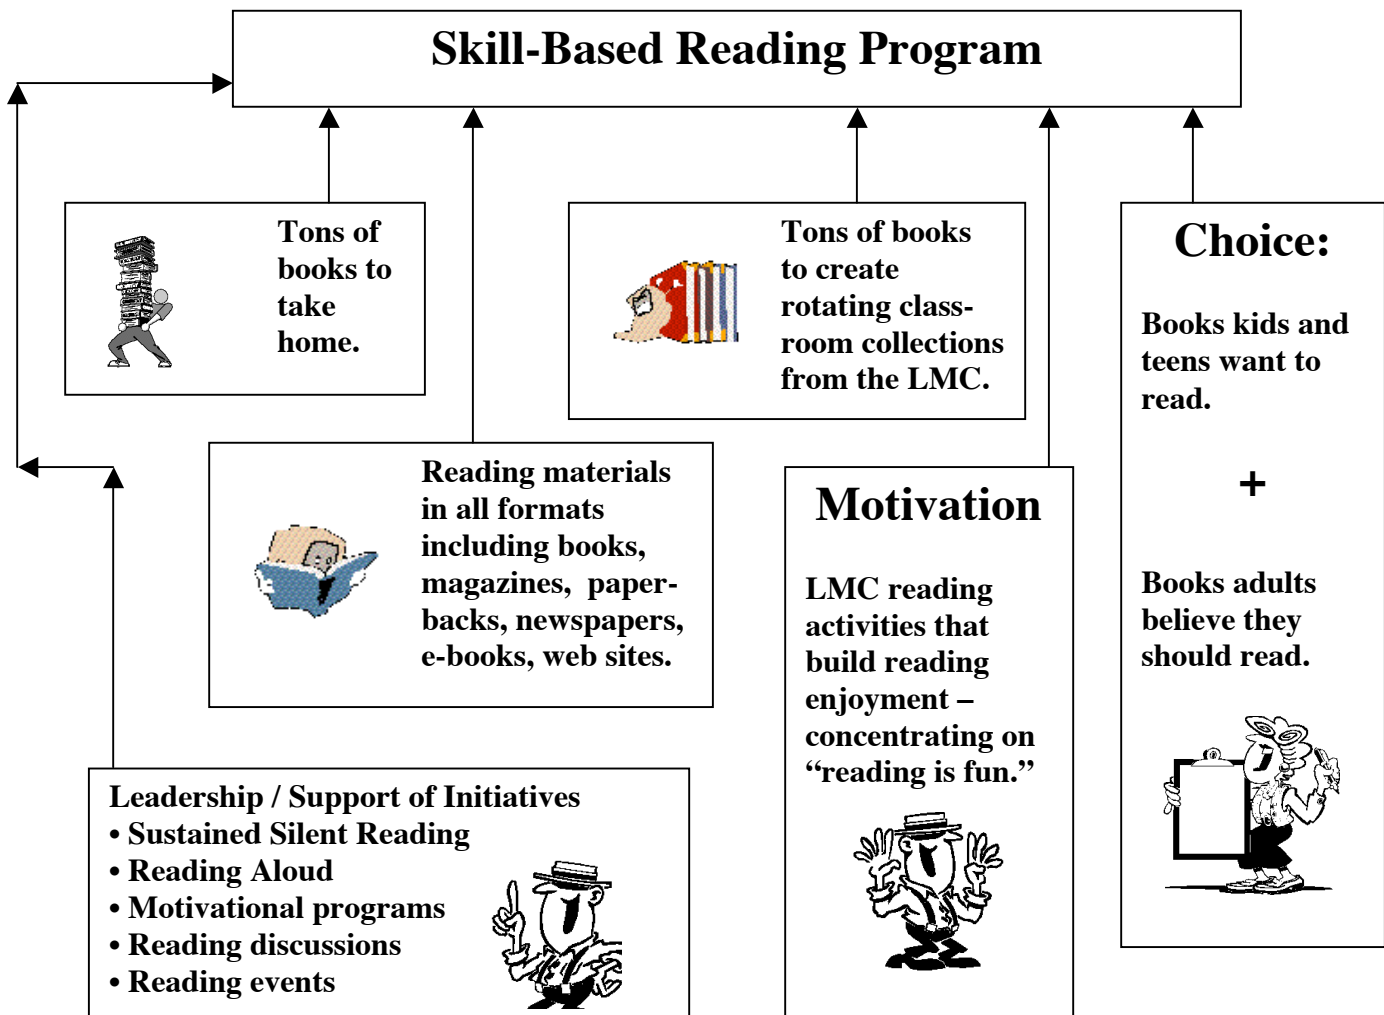 Skill-Based Reading Program
Tons of
books to
take
home.
Tons of books
to create
rotating class-
room collections
from the LMC.
Choice:
Books kids and
teens want to
read.
+
Books adults
believe they
should read.
Reading materials
in all formats
including books,
magazines, paper-
backs, newspapers,
e-books, web sites.
Motivation
LMC reading
activities that
build reading
enjoyment –
concentrating on
“reading is fun.”
Leadership / Support of Initiatives
• Sustained Silent Reading
• Reading Aloud
• Motivational programs
• Reading discussions
• Reading events